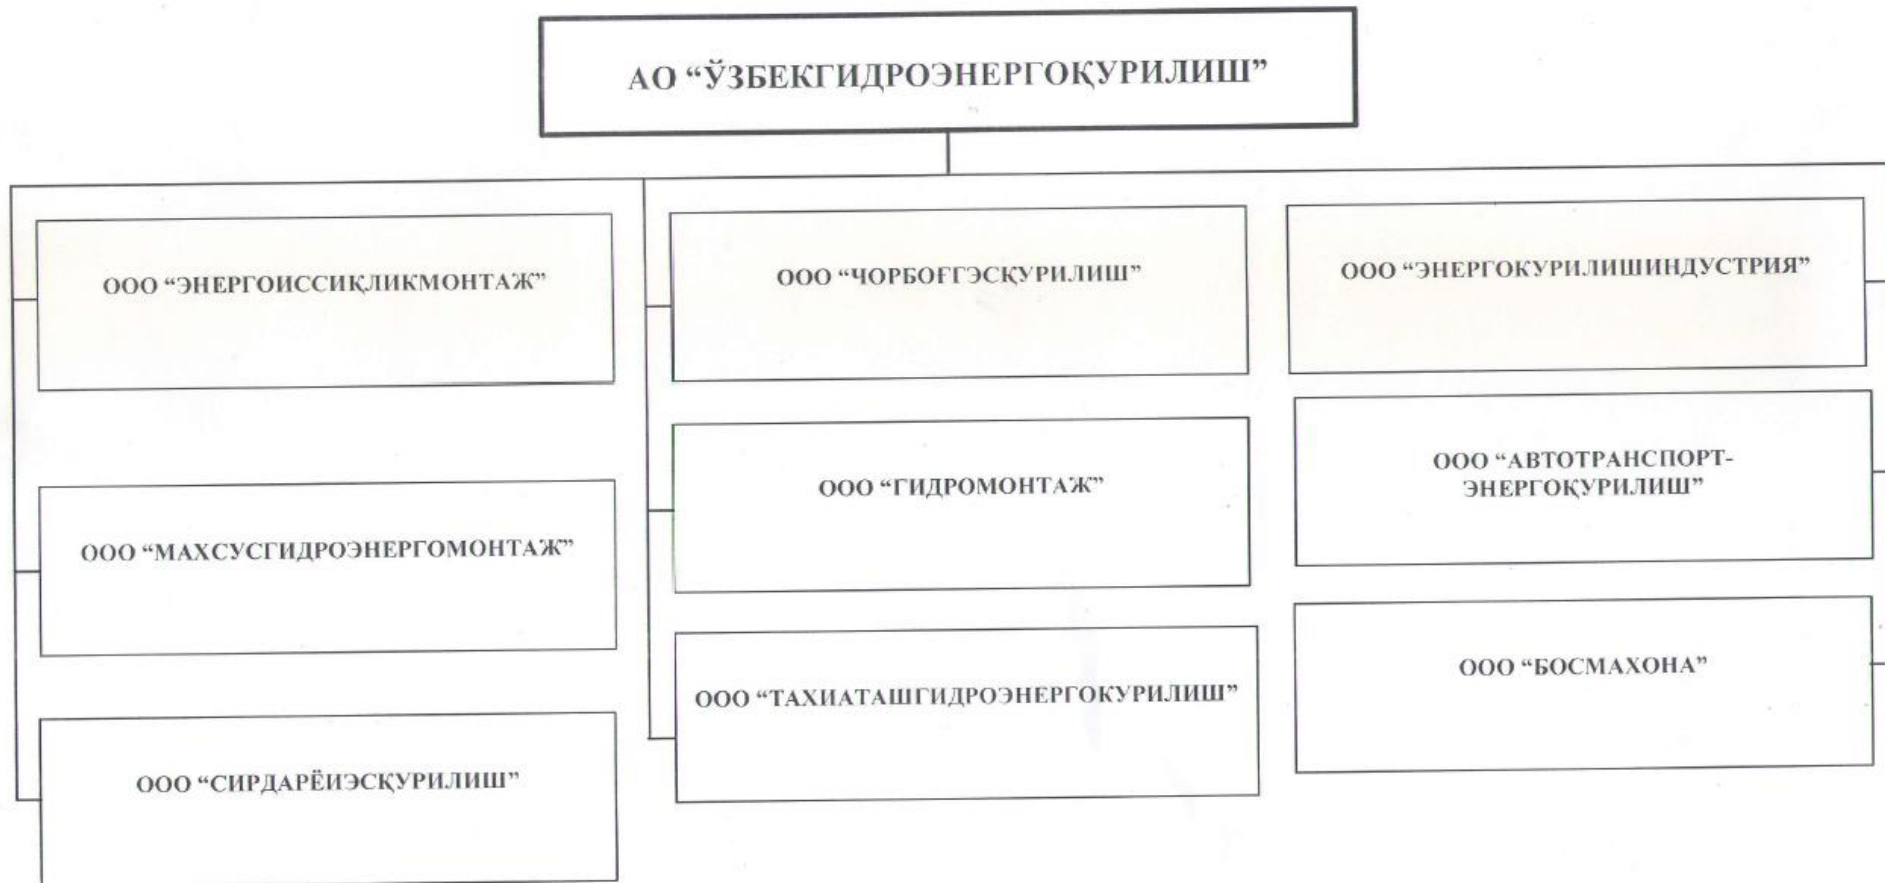 АО “ЎЗБЕКГИДРОЭНЕРГОҚУРИЛИШ”
ООО “ЭНЕРГОИССИҚЛИКМОНТАЖ”
ООО “МАХСУСГИДРОЭНЕРГОМОНТАЖ”
ООО “СИРДАРЁИЭСҚУРИЛИШ”
ООО “ЧОРБОҒГЭСҚУРИЛИШ”
ООО “ГИДРОМОНТАЖ”
ООО “ТАХИАТАШГИДРОЭНЕРГОКУРИЛИШ”
ООО “ЭНЕРГОКУРИЛИШИНДУСТРИЯ”
ООО “АВТОТРАНСПОРТ-
ЭНЕРГОҚУРИЛИШ”
ООО “БОСМАХОНА”